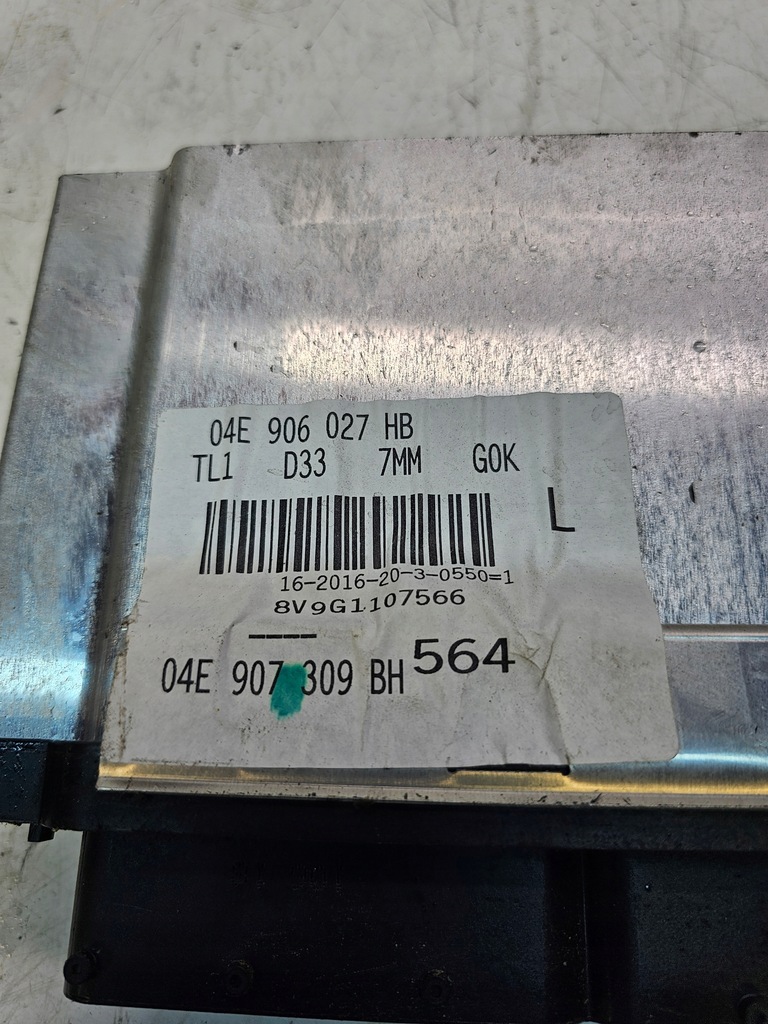 04E 906 027 HB
TL1 D33 7MM G0K
L
16-2016-20-3-0550=1
8V9G1107566
----
04E 907 309 BH 564